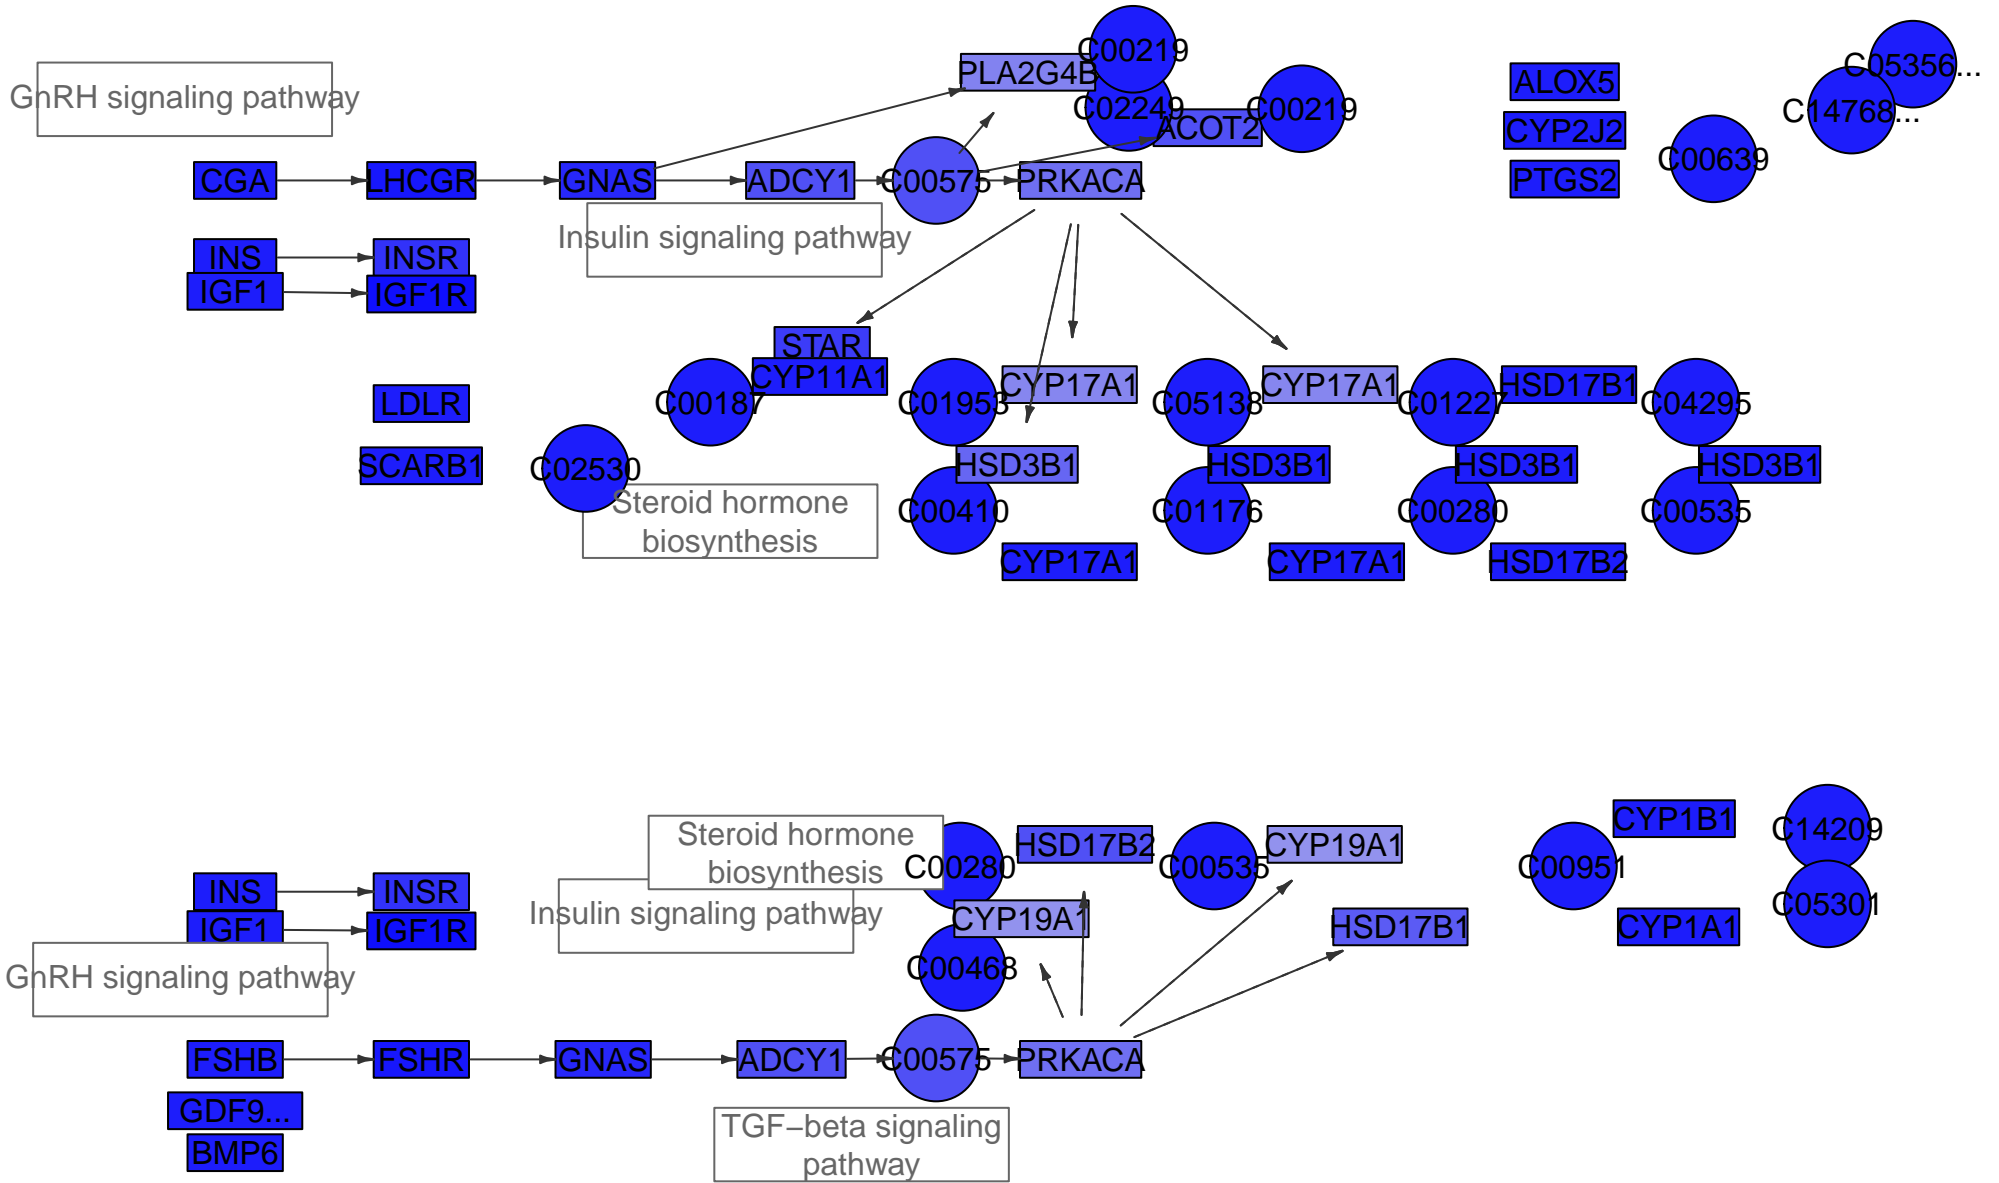 C00219
C05356...
PLA2G4B
ALOX5
GnRH signaling pathway
C02249
C00219
C14768...
ACOT2
CYP2J2
C00639
CGA
LHCGR
GNAS
ADCY1
C00575
PRKACA
PTGS2
Insulin signaling pathway
INS
INSR
IGF1
IGF1R
STAR
CYP11A1
CYP17A1
CYP17A1
HSD17B1
LDLR
C00187
C01953
C05138
C01227
C04295
SCARB1
C02530
HSD3B1
HSD3B1
HSD3B1
HSD3B1
Steroid hormone
biosynthesis
C00410
C01176
C00280
C00535
CYP17A1
CYP17A1
HSD17B2
Steroid hormone
biosynthesis
HSD17B2
CYP19A1
CYP1B1
C14209
C00280
C00535
C00951
INS
INSR
Insulin signaling pathway
CYP19A1
HSD17B1
CYP1A1
C05301
IGF1
IGF1R
GnRH signaling pathway
C00468
FSHB
FSHR
GNAS
ADCY1
C00575
PRKACA
GDF9...
BMP6
TGF−beta signaling
pathway